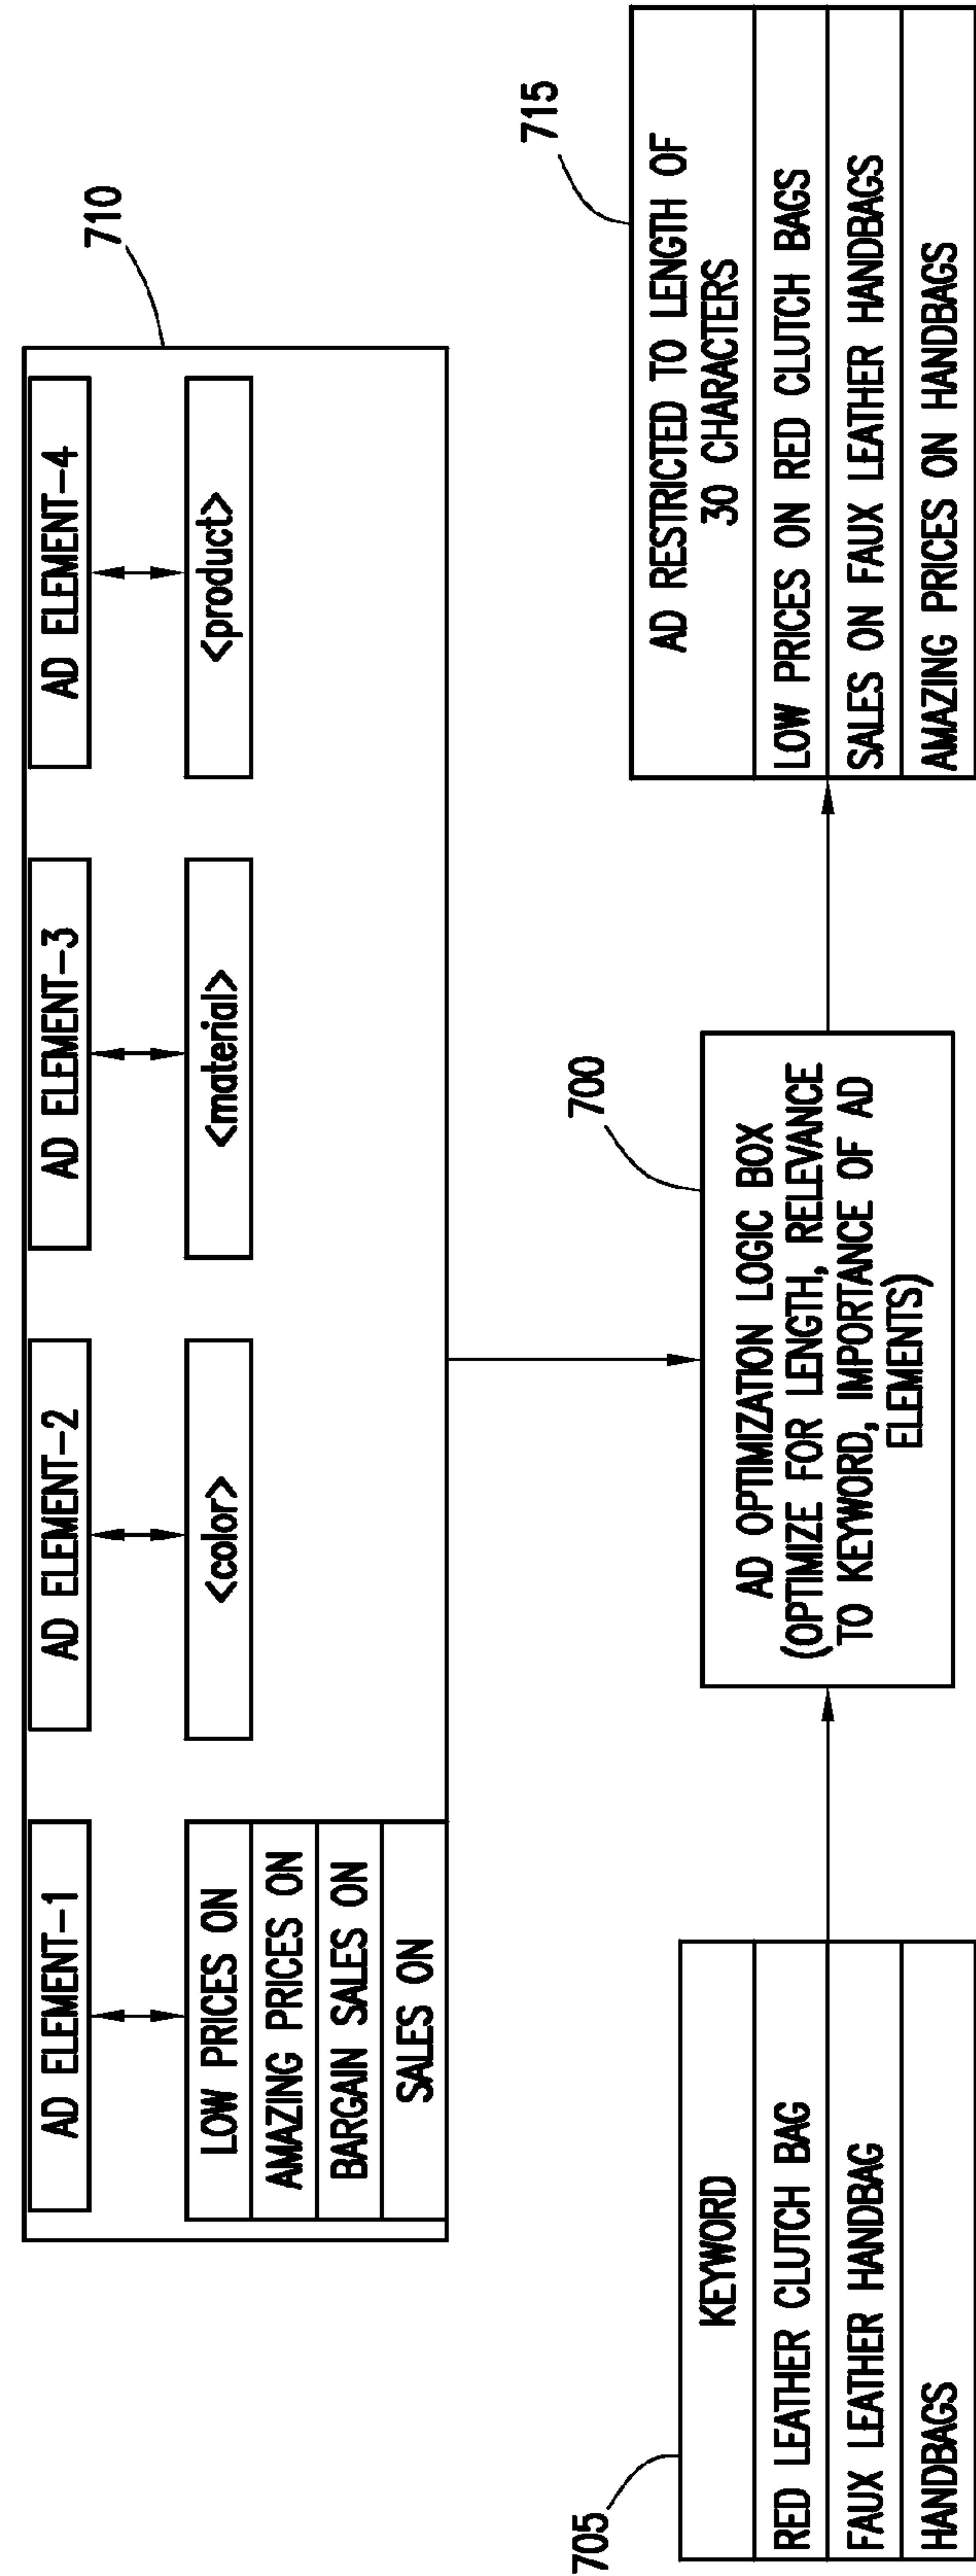 710
AD ELEMENT-1
AD ELEMENT-2
AD ELEMENT-3
AD ELEMENT-4
LOW PRICES ON
AMAZING PRICES ON
BARGAIN SALES ON
SALES ON
<color>
<material>
<product>
705
KEYWORD
RED LEATHER CLUTCH BAG
FAUX LEATHER HANDBAG
HANDBAGS
700
AD OPTIMIZATION LOGIC BOX
(OPTIMIZE FOR LENGTH, RELEVANCE
TO KEYWORD, IMPORTANCE OF AD
ELEMENTS)
715
AD RESTRICTED TO LENGTH OF
30 CHARACTERS
LOW PRICES ON RED CLUTCH BAGS
SALES ON FAUX LEATHER HANDBAGS
AMAZING PRICES ON HANDBAGS